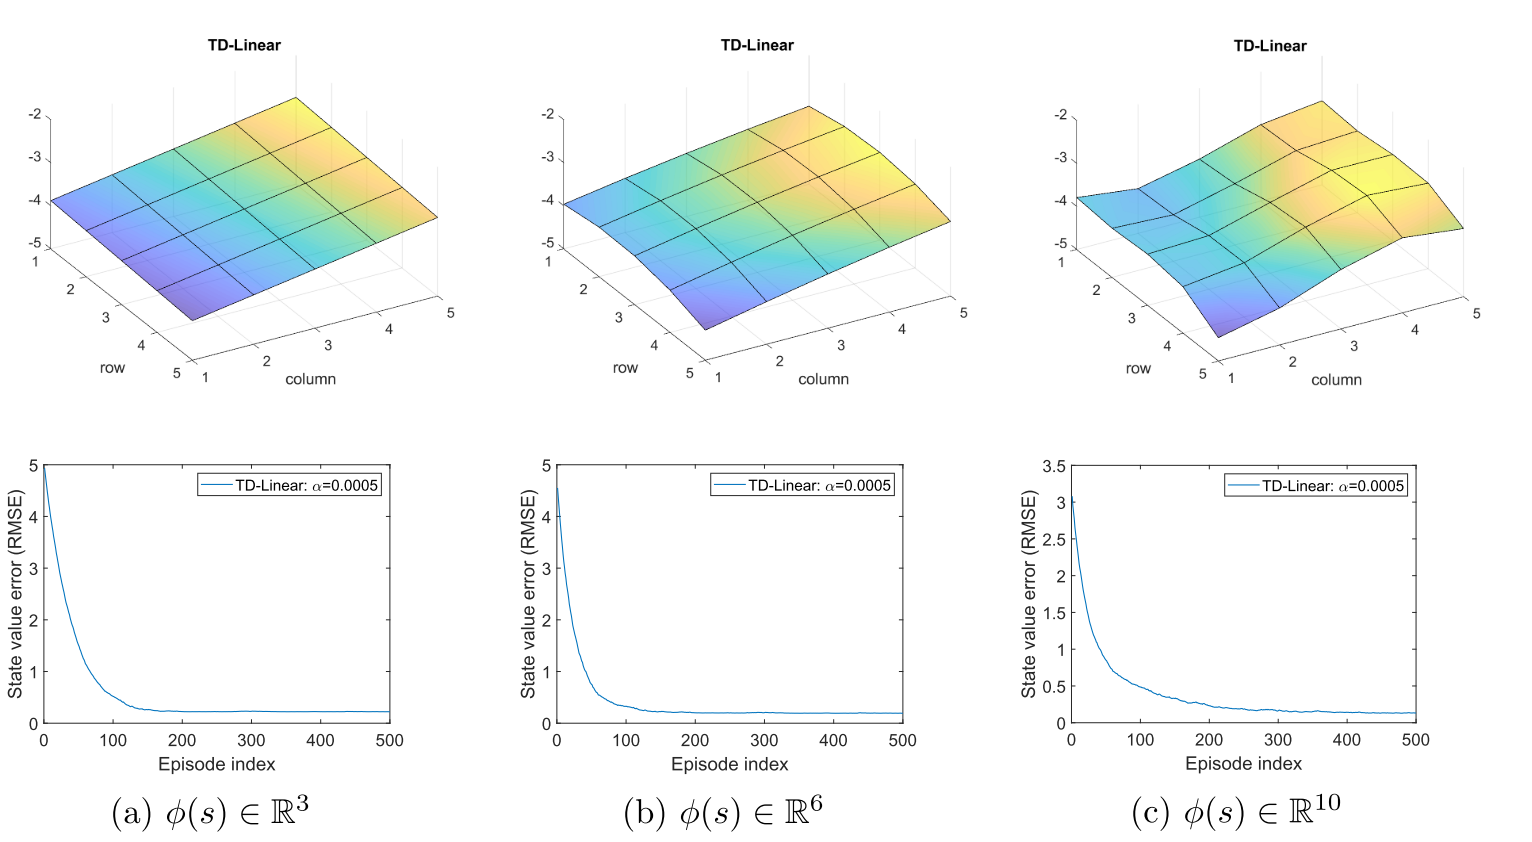 TD-Linear
-2
-3
-4
-5
1
2
3
4
5
row
1
2
3
4
5
column
TD-Linear
-2
-3
-4
-5
1
2
3
4
5
row
1
2
3
4
5
column
TD-Linear
-2
-3
-4
-5
1
2
3
4
5
row
1
2
3
4
5
column
5
4
3
2
1
0
State value error (RMSE)
TD-Linear: α=0.0005
0 100 200 300 400 500
Episode index
5
4
3
2
1
0
State value error (RMSE)
TD-Linear: α=0.0005
0 100 200 300 400 500
Episode index
3.5
3
2.5
2
1.5
1
0.5
0
State value error (RMSE)
TD-Linear: α=0.0005
0 100 200 300 400 500
Episode index
(a) ϕ(s) ∈ ℝ³
(b) ϕ(s) ∈ ℝ⁶
(c) ϕ(s) ∈ ℝ¹⁰